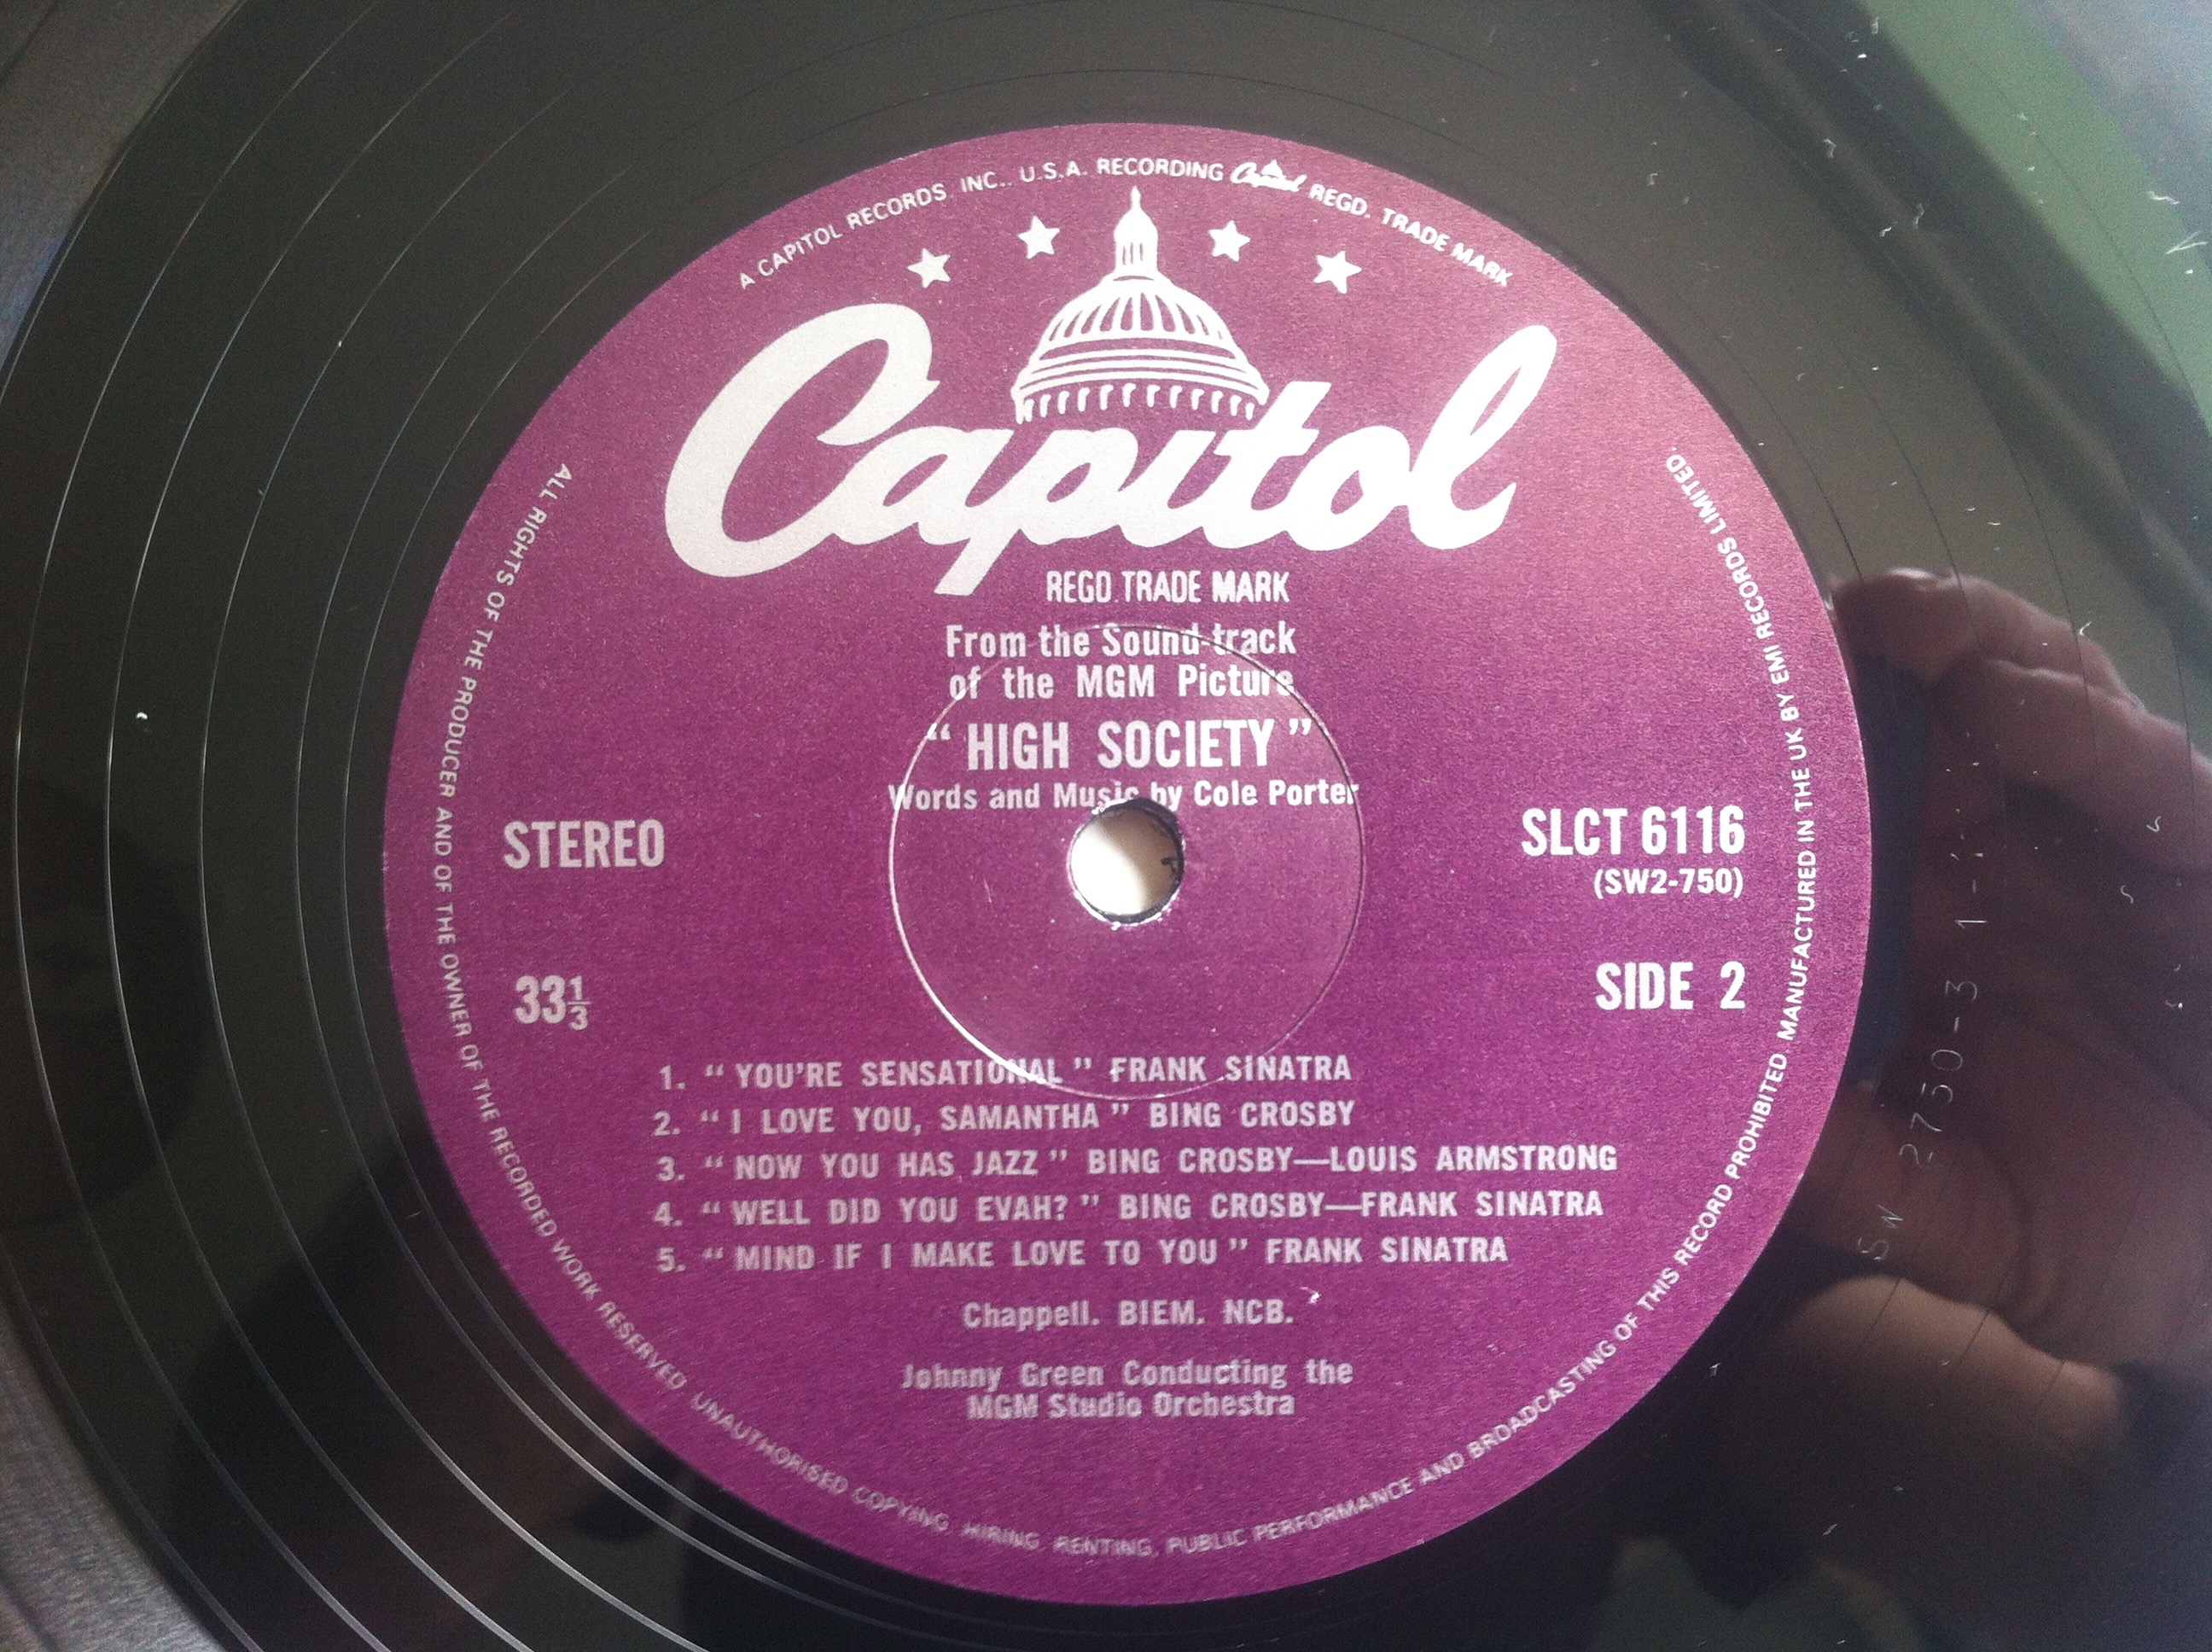 A CAPITOL RECORDS, INC., U.S.A. RECORDING Capitol REGD. TRADE MARK
Capitol
REGD. TRADE MARK
From the Sound-track
of the MGM Picture
“ HIGH SOCIETY ”
Words and Music by Cole Porter
STEREO
SLCT 6116
(SW2-750)
33⅓
SIDE 2
1. “ YOU'RE SENSATIONAL ” FRANK SINATRA
2. “ I LOVE YOU, SAMANTHA ” BING CROSBY
3. “ NOW YOU HAS JAZZ ” BING CROSBY—LOUIS ARMSTRONG
4. “ WELL DID YOU EVAH? ” BING CROSBY—FRANK SINATRA
5. “ MIND IF I MAKE LOVE TO YOU ” FRANK SINATRA
Chappell. BIEM. NCB.
Johnny Green Conducting the
MGM Studio Orchestra
ALL RIGHTS OF THE PRODUCER AND OF THE OWNER OF THE RECORDED WORK RESERVED UNAUTHORISED COPYING, HIRING, RENTING, PUBLIC PERFORMANCE AND BROADCASTING OF THIS RECORD PROHIBITED MANUFACTURED IN THE UK BY EMI RECORDS LIMITED.
SW 2750-3 1-